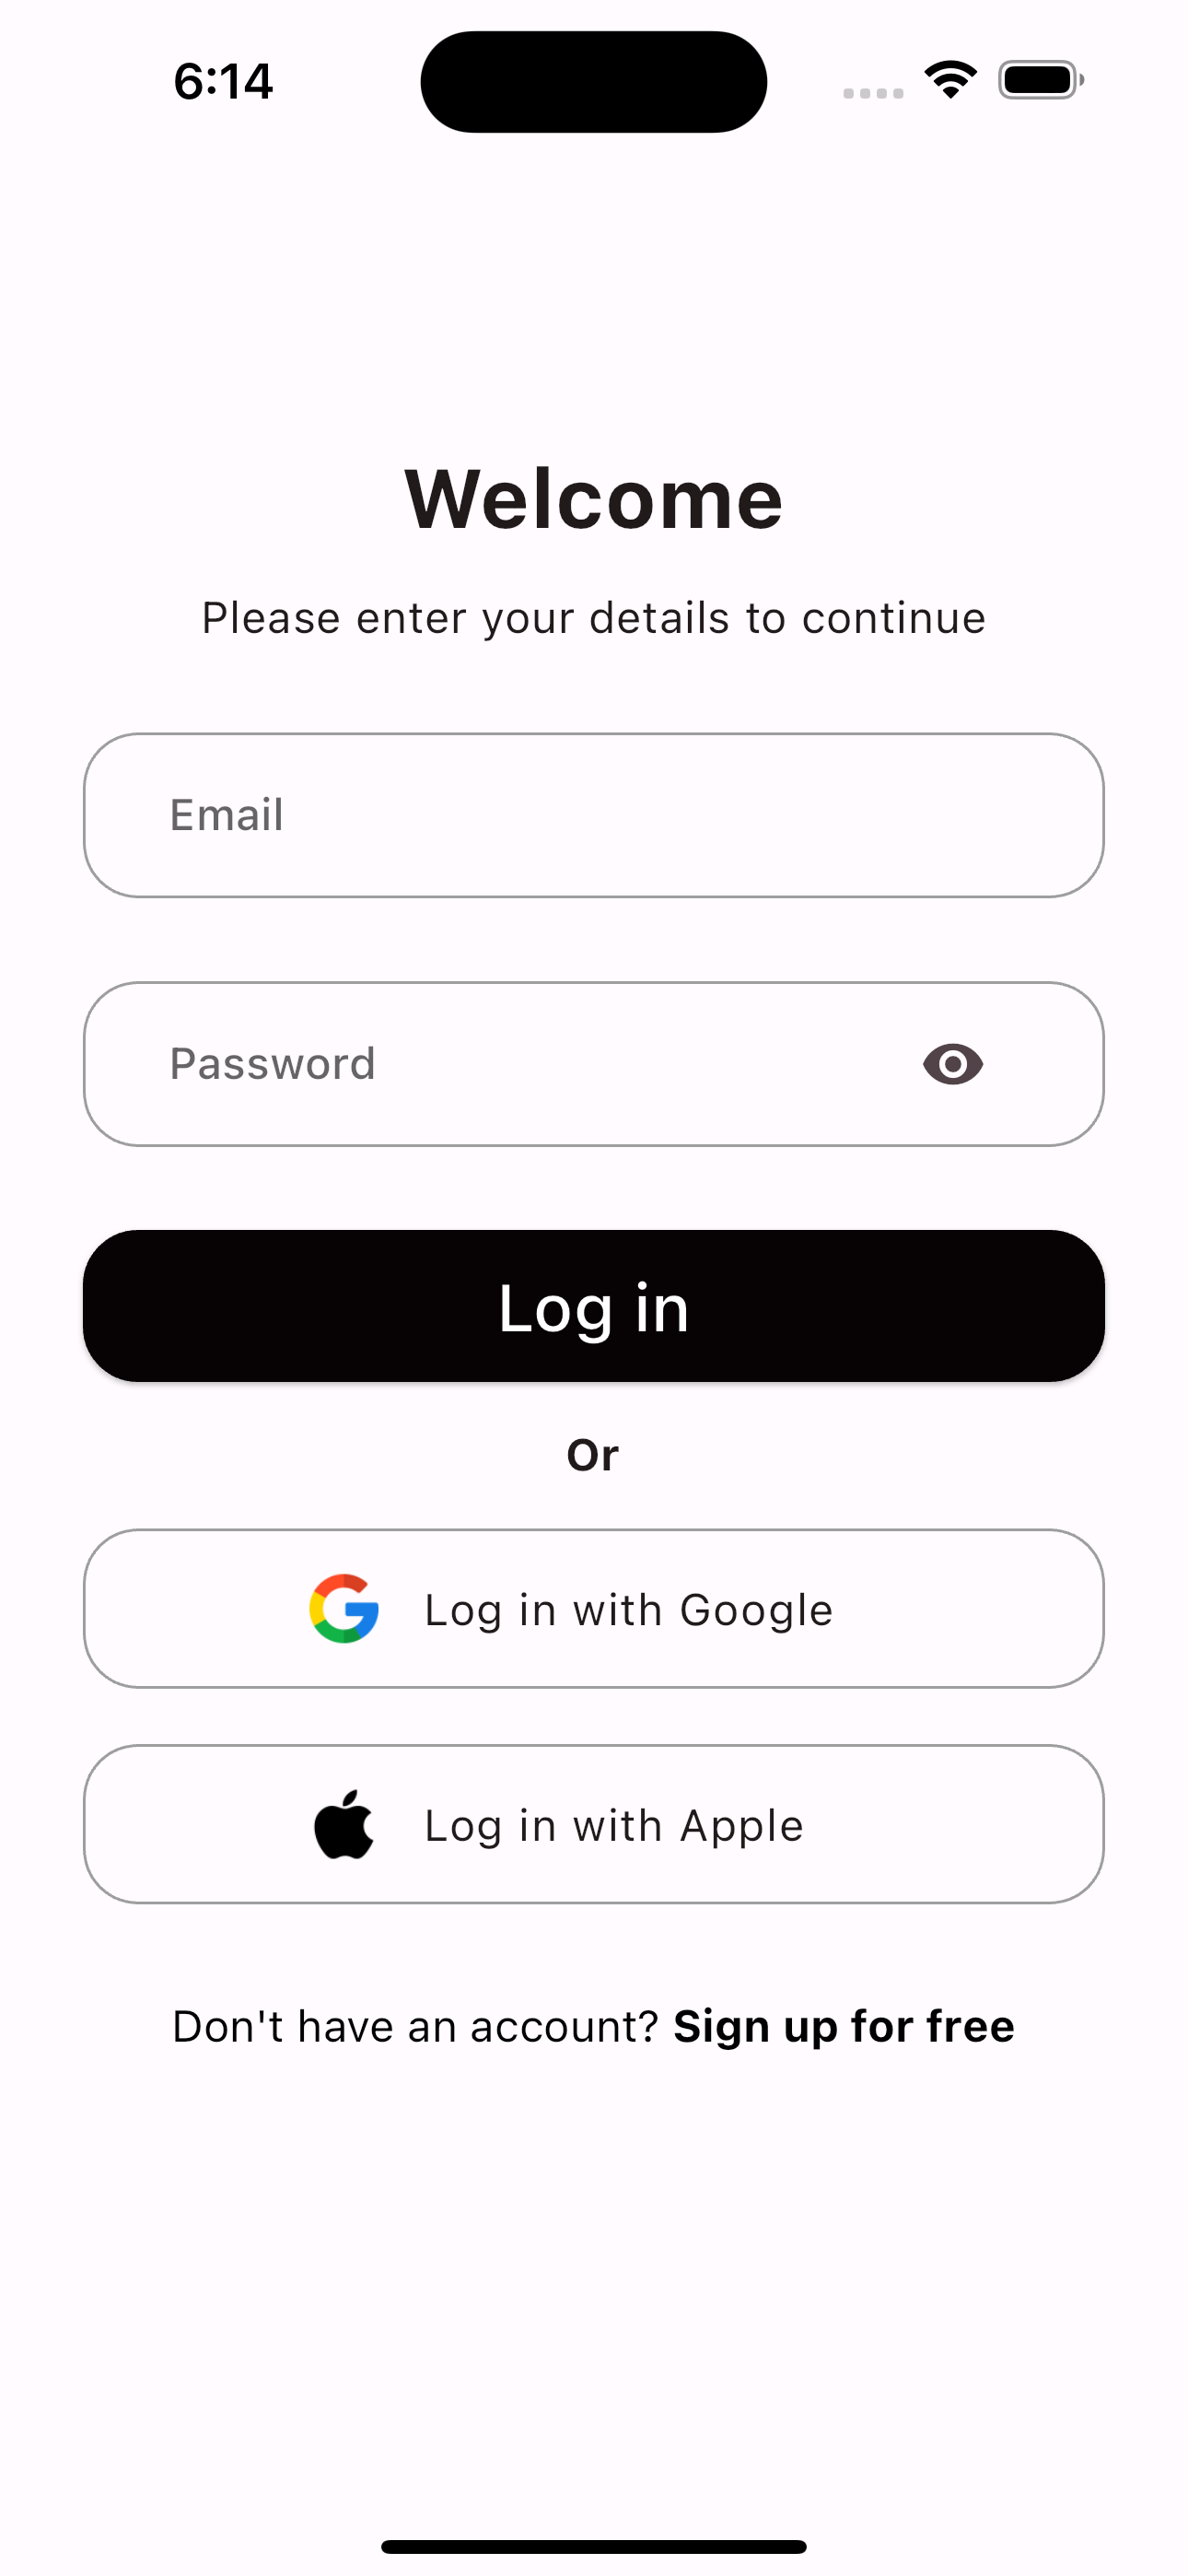 6:14
Welcome
Please enter your details to continue
Email
Password
Log in
Or
Log in with Google
Log in with Apple
Don't have an account? Sign up for free